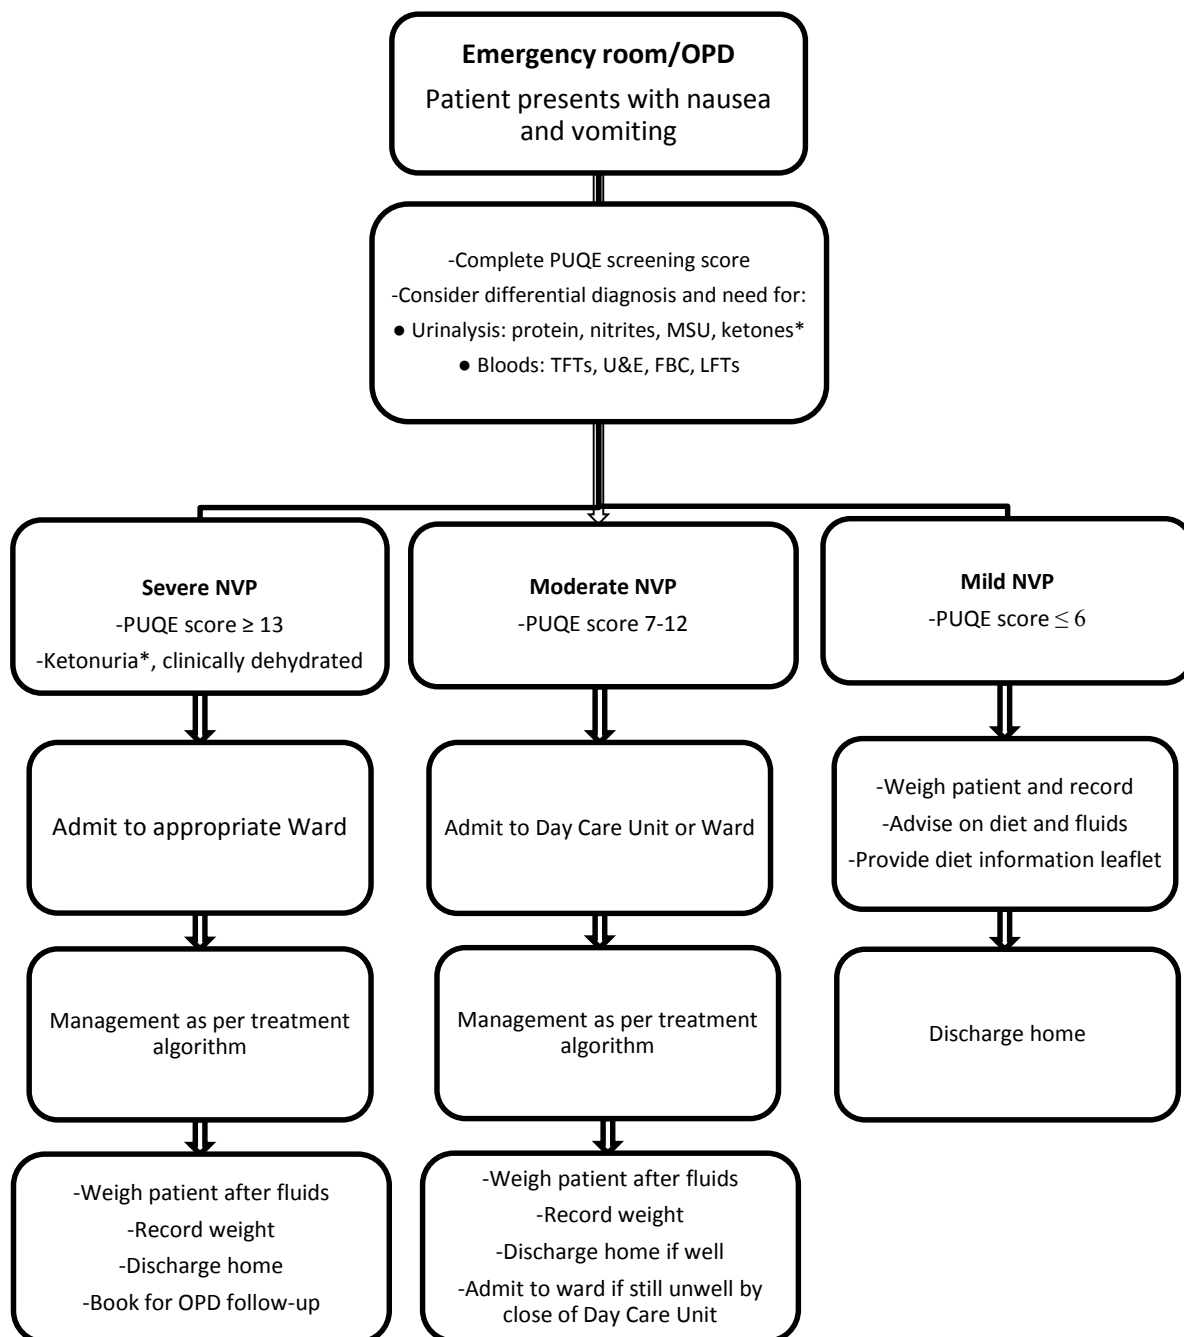 Emergency room/OPD
Patient presents with nausea
and vomiting
-Complete PUQE screening score
-Consider differential diagnosis and need for:
● Urinalysis: protein, nitrites, MSU, ketones*
● Bloods: TFTs, U&E, FBC, LFTs
Severe NVP
-PUQE score ≥ 13
-Ketonuria*, clinically dehydrated
Moderate NVP
-PUQE score 7-12
Mild NVP
-PUQE score ≤ 6
Admit to appropriate Ward
Admit to Day Care Unit or Ward
-Weigh patient and record
-Advise on diet and fluids
-Provide diet information leaflet
Management as per treatment
algorithm
Management as per treatment
algorithm
Discharge home
-Weigh patient after fluids
-Record weight
-Discharge home
-Book for OPD follow-up
-Weigh patient after fluids
-Record weight
-Discharge home if well
-Admit to ward if still unwell by
close of Day Care Unit